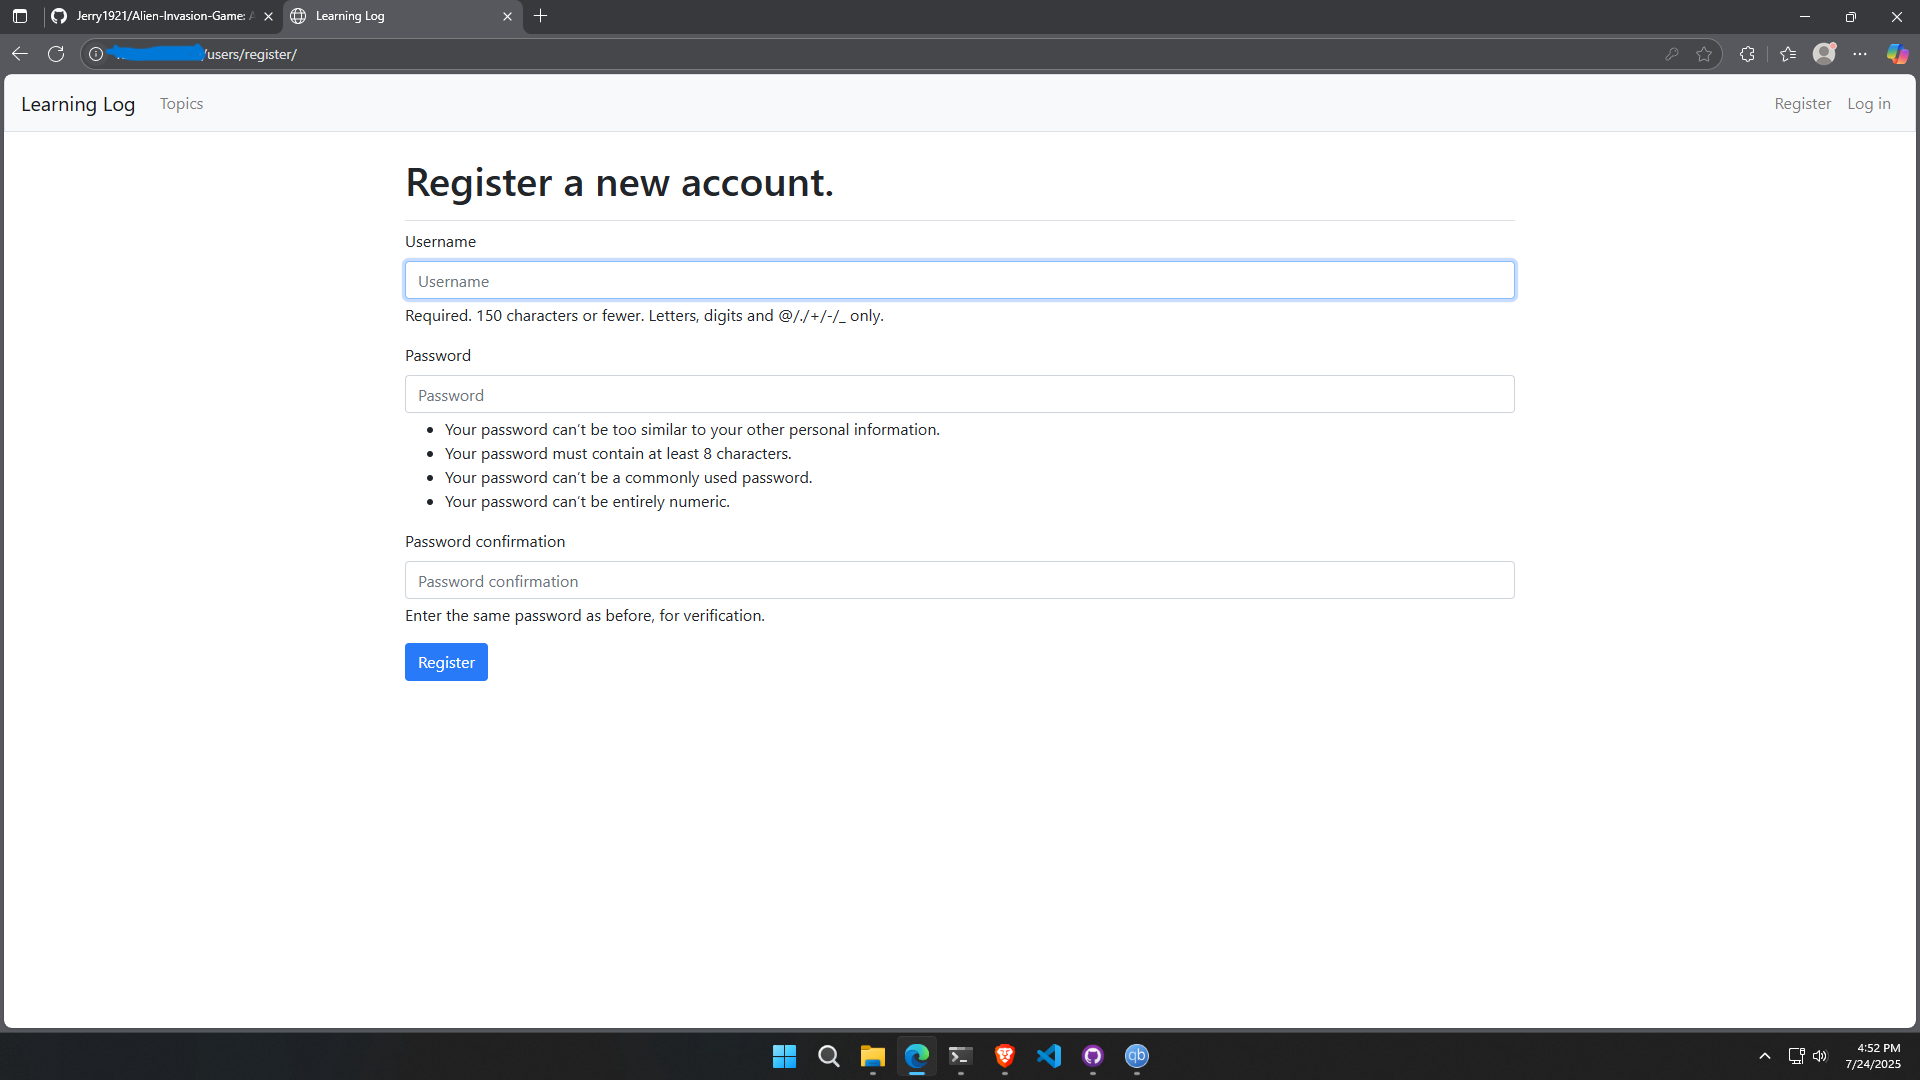 Jerry1921/Alien-Invasion-Game: A
Learning Log
/users/register/
Learning Log
Topics
Register
Log in
Register a new account.
Username
Username
Required. 150 characters or fewer. Letters, digits and @/./+/-/_ only.
Password
Password
Your password can’t be too similar to your other personal information.
Your password must contain at least 8 characters.
Your password can’t be a commonly used password.
Your password can’t be entirely numeric.
Password confirmation
Password confirmation
Enter the same password as before, for verification.
Register
qb
4:52 PM
7/24/2025